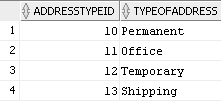 ADDRESSTYPEID TYPEOFADDRESS
1 10 Permanent
2 11 Office
3 12 Temporary
4 13 Shipping